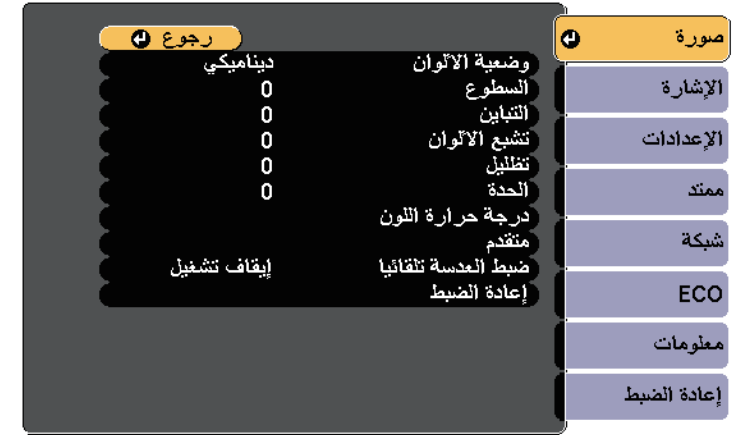 صورة
الإشارة
الإعدادات
ممتد
شبكة
ECO
معلومات
إعادة الضبط
رجوع
وضعية الألوان ديناميكي
السطوع 0
التباين 0
تشبع الألوان 0
تظليل 0
الحدة 0
درجة حرارة اللون
متقدم
ضبط العدسة تلقائيا إيقاف تشغيل
إعادة الضبط